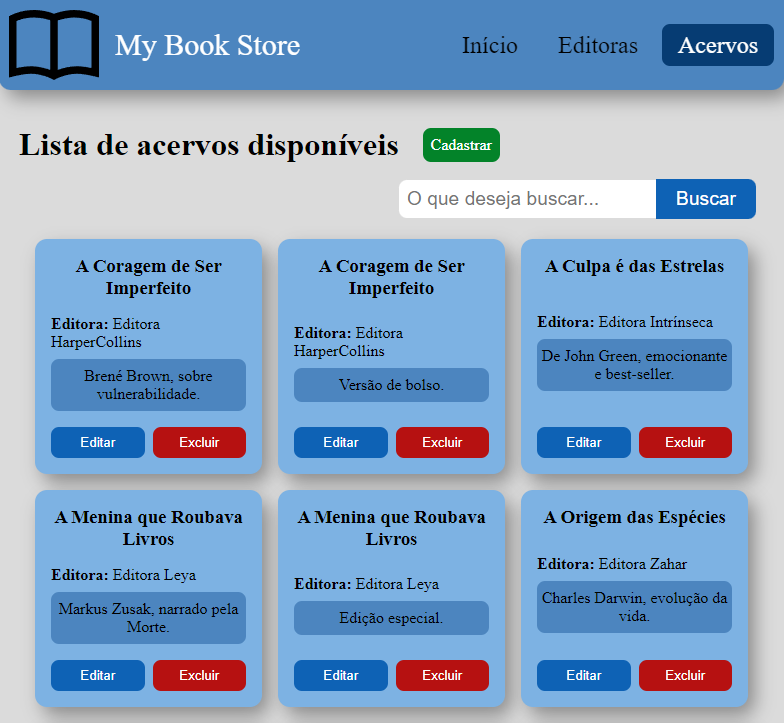 My Book Store
Início
Editoras
Acervos
Lista de acervos disponíveis
Cadastrar
O que deseja buscar...
Buscar
A Coragem de Ser
Imperfeito
Editora: Editora
HarperCollins
Brené Brown, sobre
vulnerabilidade.
Editar
Excluir
A Coragem de Ser
Imperfeito
Editora: Editora
HarperCollins
Versão de bolso.
Editar
Excluir
A Culpa é das Estrelas
Editora: Editora Intrínseca
De John Green, emocionante
e best-seller.
Editar
Excluir
A Menina que Roubava
Livros
Editora: Editora Leya
Markus Zusak, narrado pela
Morte.
Editar
Excluir
A Menina que Roubava
Livros
Editora: Editora Leya
Edição especial.
Editar
Excluir
A Origem das Espécies
Editora: Editora Zahar
Charles Darwin, evolução da
vida.
Editar
Excluir